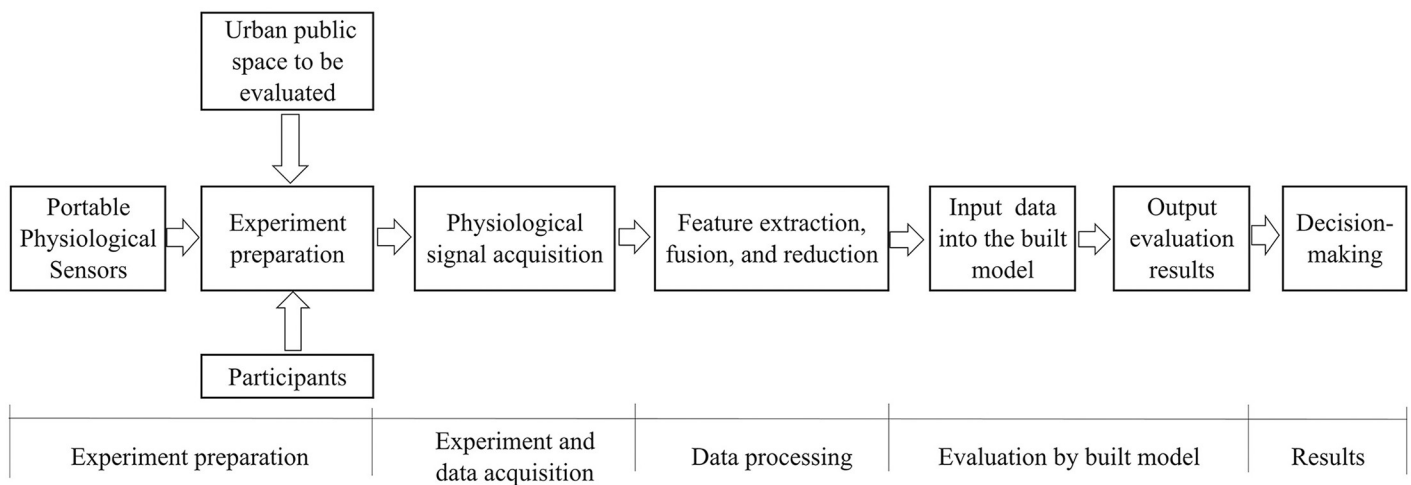 Urban public
space to be
evaluated
Portable
Physiological
Sensors
Experiment
preparation
Physiological
signal acquisition
Feature extraction,
fusion, and reduction
Input data
into the built
model
Output
evaluation
results
Decision-
making
Participants
Experiment preparation
Experiment and
data acquisition
Data processing
Evaluation by built model
Results